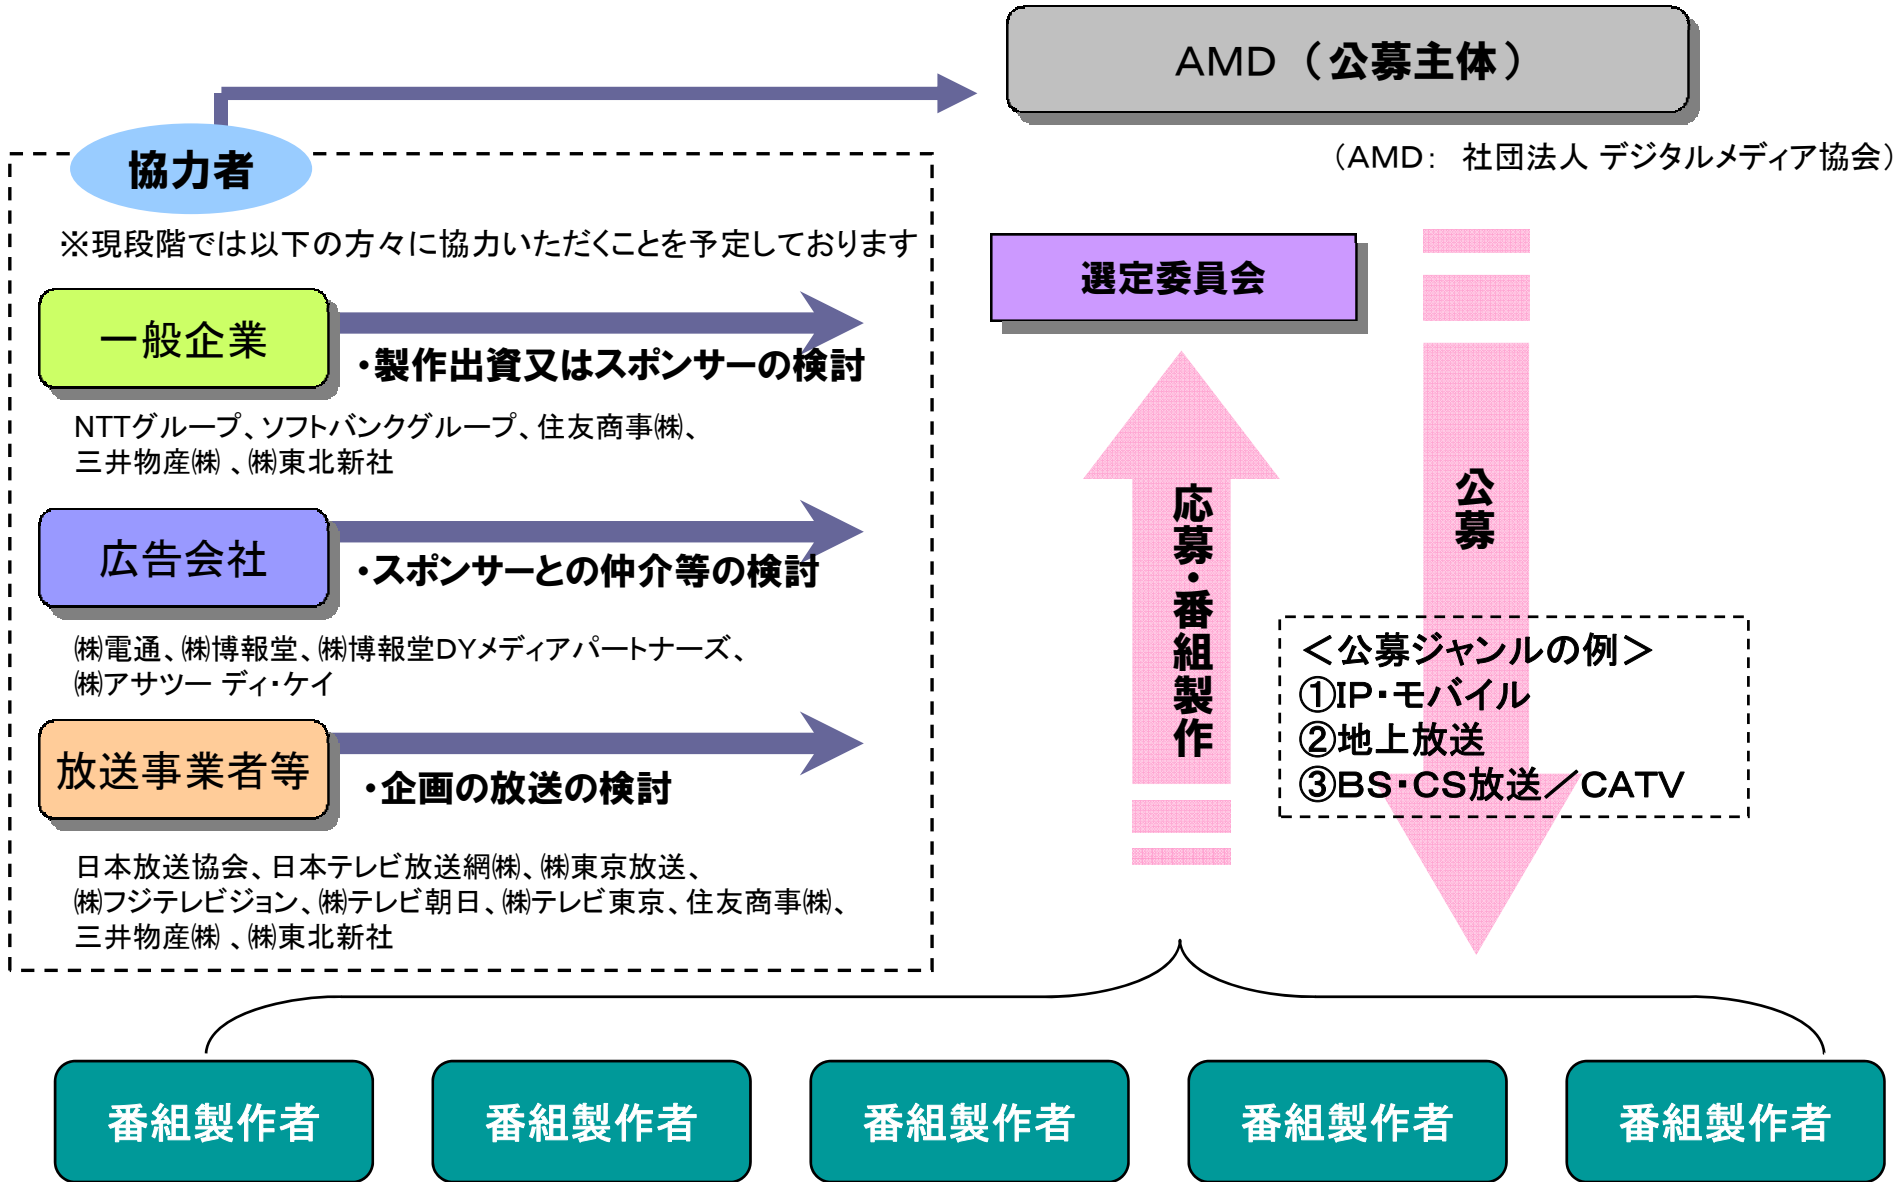 AMD（公募主体）
（AMD：　社団法人 デジタルメディア協会）
協力者
※現段階では以下の方々に協力いただくことを予定しております
一般企業
・製作出資又はスポンサーの検討
NTTグループ、ソフトバンクグループ、住友商事㈱、
三井物産㈱ 、㈱東北新社
広告会社
・スポンサーとの仲介等の検討
㈱電通、㈱博報堂、㈱博報堂DYメディアパートナーズ、
㈱アサツー ディ・ケイ
放送事業者等
・企画の放送の検討
日本放送協会、日本テレビ放送網㈱、㈱東京放送、
㈱フジテレビジョン、㈱テレビ朝日、㈱テレビ東京、住友商事㈱、
三井物産㈱ 、㈱東北新社
選定委員会
応募・番組製作
公募
＜公募ジャンルの例＞
①IP・モバイル
②地上放送
③BS・CS放送／CATV
番組製作者
番組製作者
番組製作者
番組製作者
番組製作者